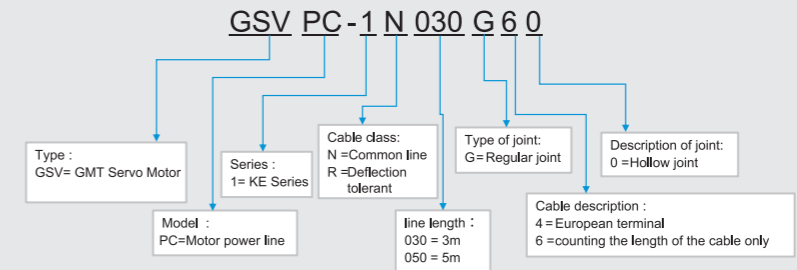 GSV PC-1 N 030 G 6 0
Type :
GSV= GMT Servo Motor
Model :
PC=Motor power line
Series :
1= KE Series
Cable class:
N =Common line
R =Deflection
tolerant
line length：
030 = 3m
050 = 5m
Type of joint:
G= Regular joint
Cable description :
4 = European terminal
6 =counting the length of the cable only
Description of joint:
0 =Hollow joint